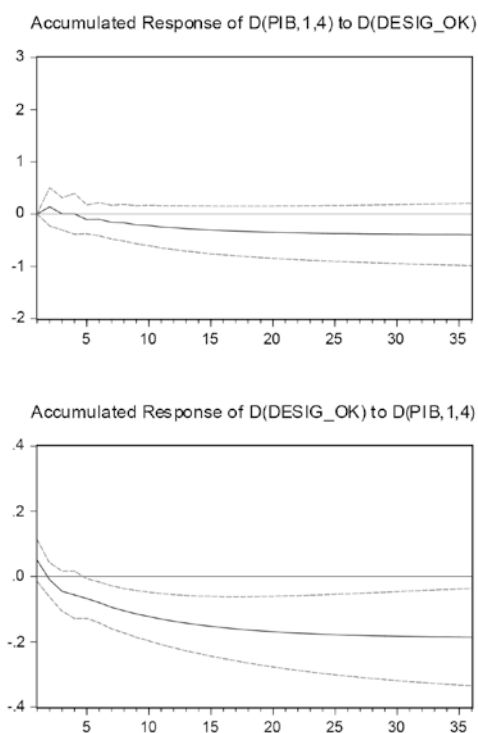 Accumulated Response of D(PIB,1,4) to D(DESIG_OK)
3
2
1
0
-1
-2
5 10 15 20 25 30 35
Accumulated Response of D(DESIG_OK) to D(PIB,1,4)
.4
.2
.0
-.2
-.4
5 10 15 20 25 30 35